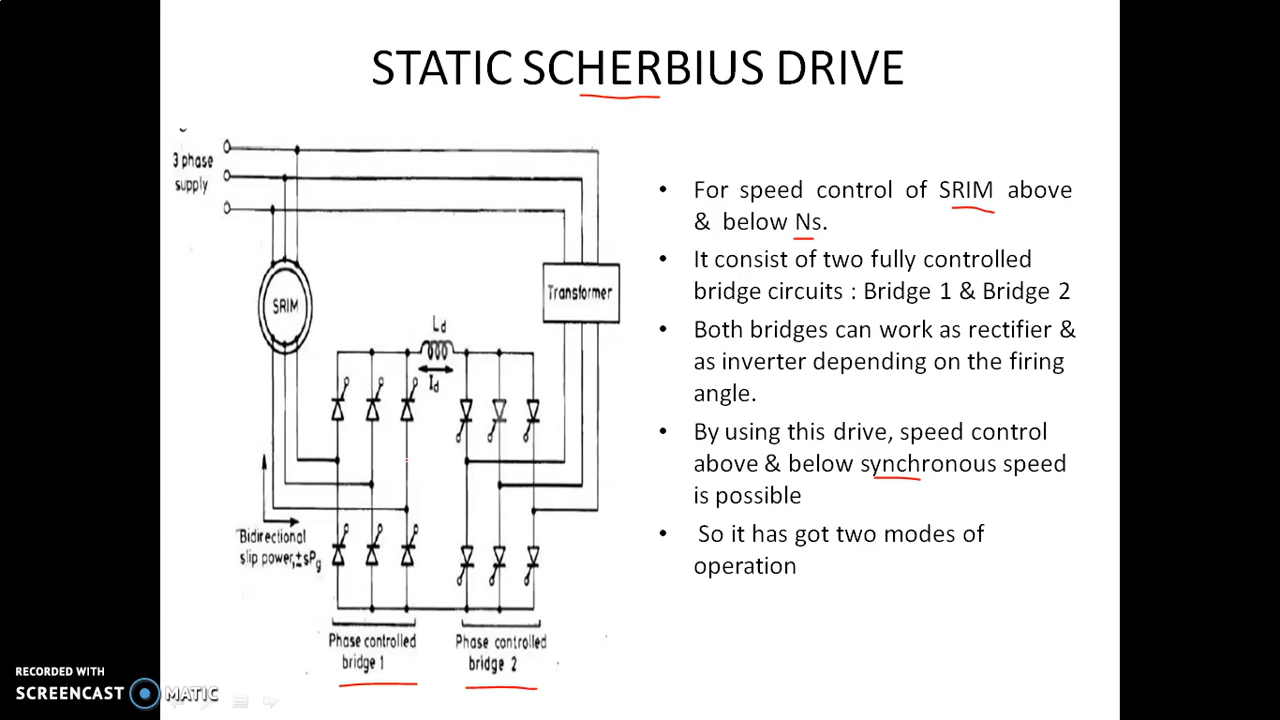 STATIC SCHERBIUS DRIVE
3 phase
supply
SRIM
Transformer
Ld
Id
Bidirectional
slip power,±sPg
Phase controlled
bridge 1
Phase controlled
bridge 2
• For speed control of SRIM above
& below Ns.
• It consist of two fully controlled
bridge circuits : Bridge 1 & Bridge 2
• Both bridges can work as rectifier &
as inverter depending on the firing
angle.
• By using this drive, speed control
above & below synchronous speed
is possible
• So it has got two modes of
operation
RECORDED WITH
SCREENCAST MATIC